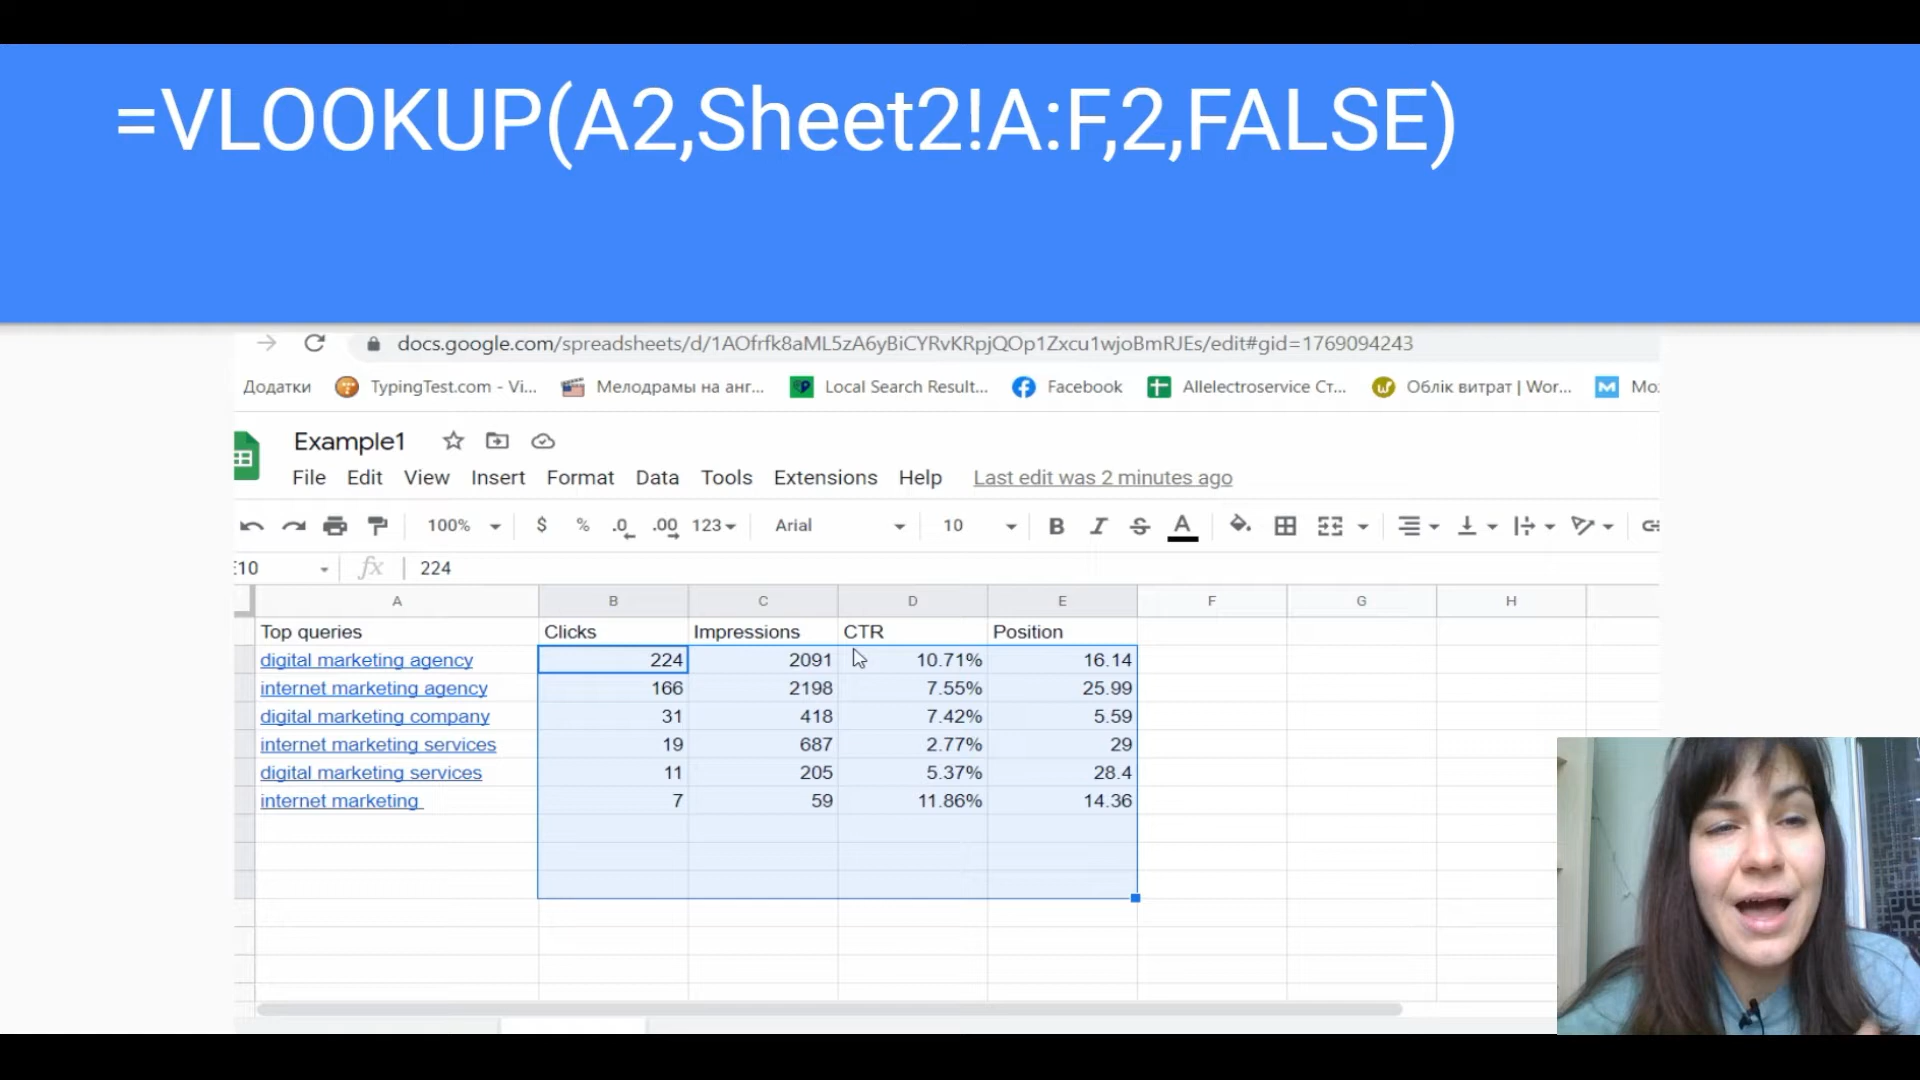 =VLOOKUP(A2,Sheet2!A:F,2,FALSE)
docs.google.com/spreadsheets/d/1AOfrfk8aML5zA6yBiCYRvKRpjQOp1Zxcu1wjoBmRJEs/edit#gid=1769094243
Додатки TypingTest.com - Vi... Мелодрамы на анг... Local Search Result... Facebook Allelectroservice Ст... Облік витрат | Wor... Мо
Example1
File Edit View Insert Format Data Tools Extensions Help Last edit was 2 minutes ago
100% $ % .0 .00 123 Arial 10 B I S A
:10 fx 224
A B C D E F G H
Top queries Clicks Impressions CTR Position
digital marketing agency 224 2091 10.71% 16.14
internet marketing agency 166 2198 7.55% 25.99
digital marketing company 31 418 7.42% 5.59
internet marketing services 19 687 2.77% 29
digital marketing services 11 205 5.37% 28.4
internet marketing 7 59 11.86% 14.36